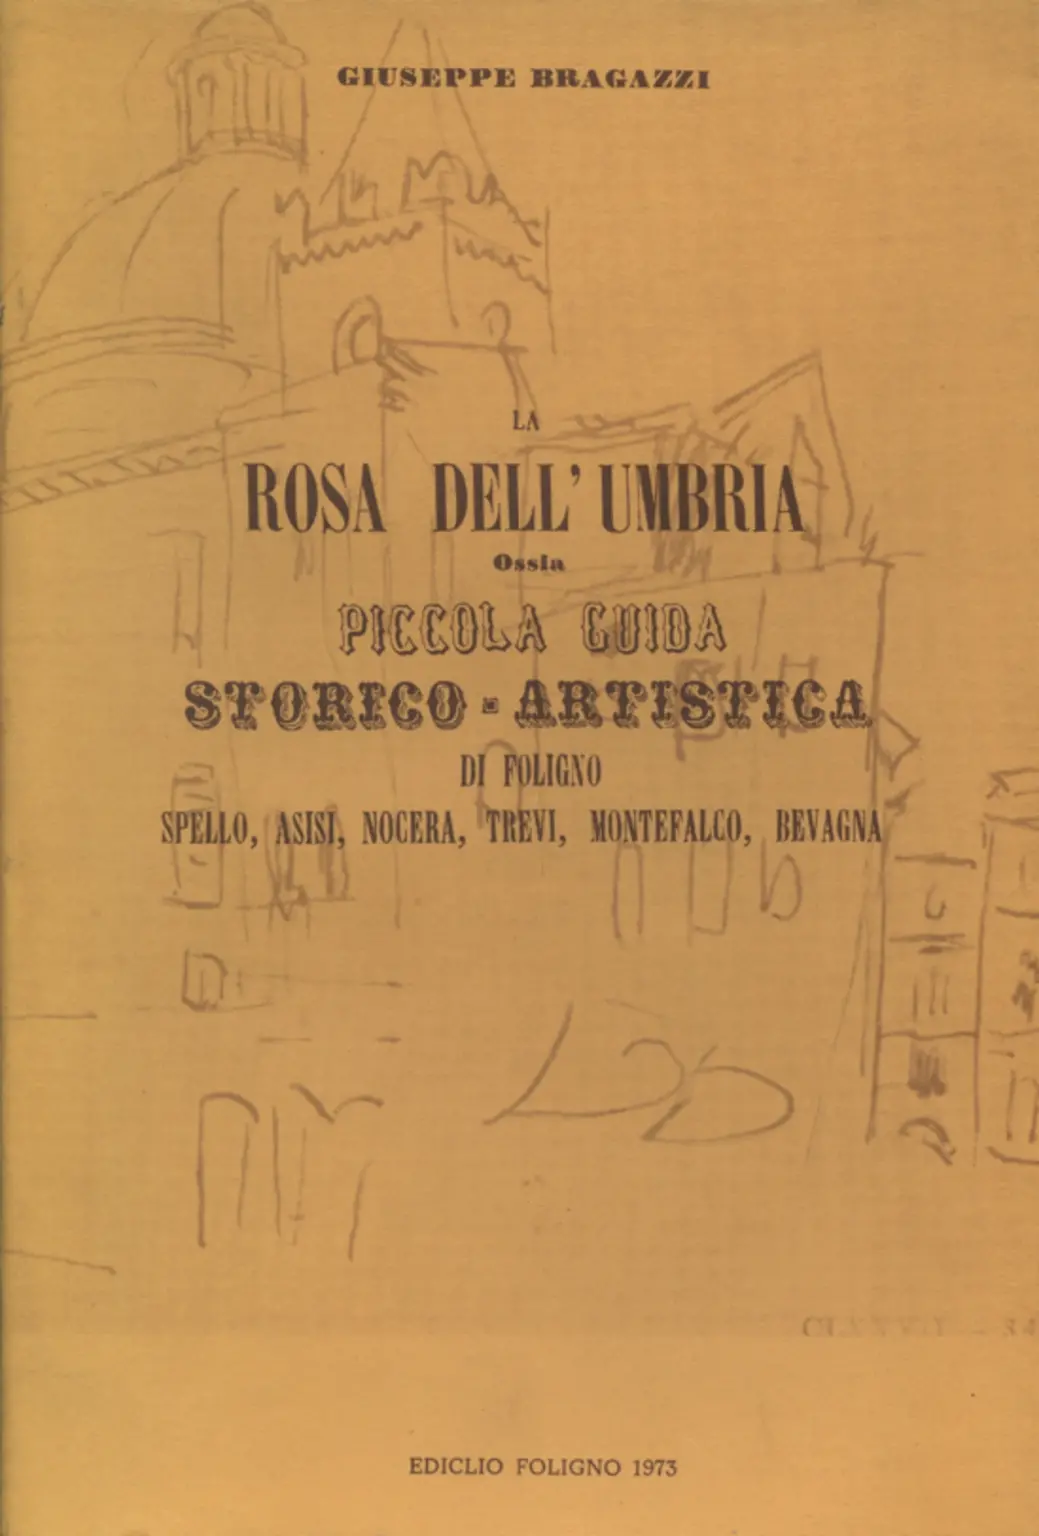 GIUSEPPE BRAGAZZI
LA
ROSA DELL'UMBRIA
Ossia
PICCOLA GUIDA
STORICO-ARTISTICA
DI FOLIGNO
SPELLO, ASISI, NOCERA, TREVI, MONTEFALCO, BEVAGNA
EDICLIO FOLIGNO 1973